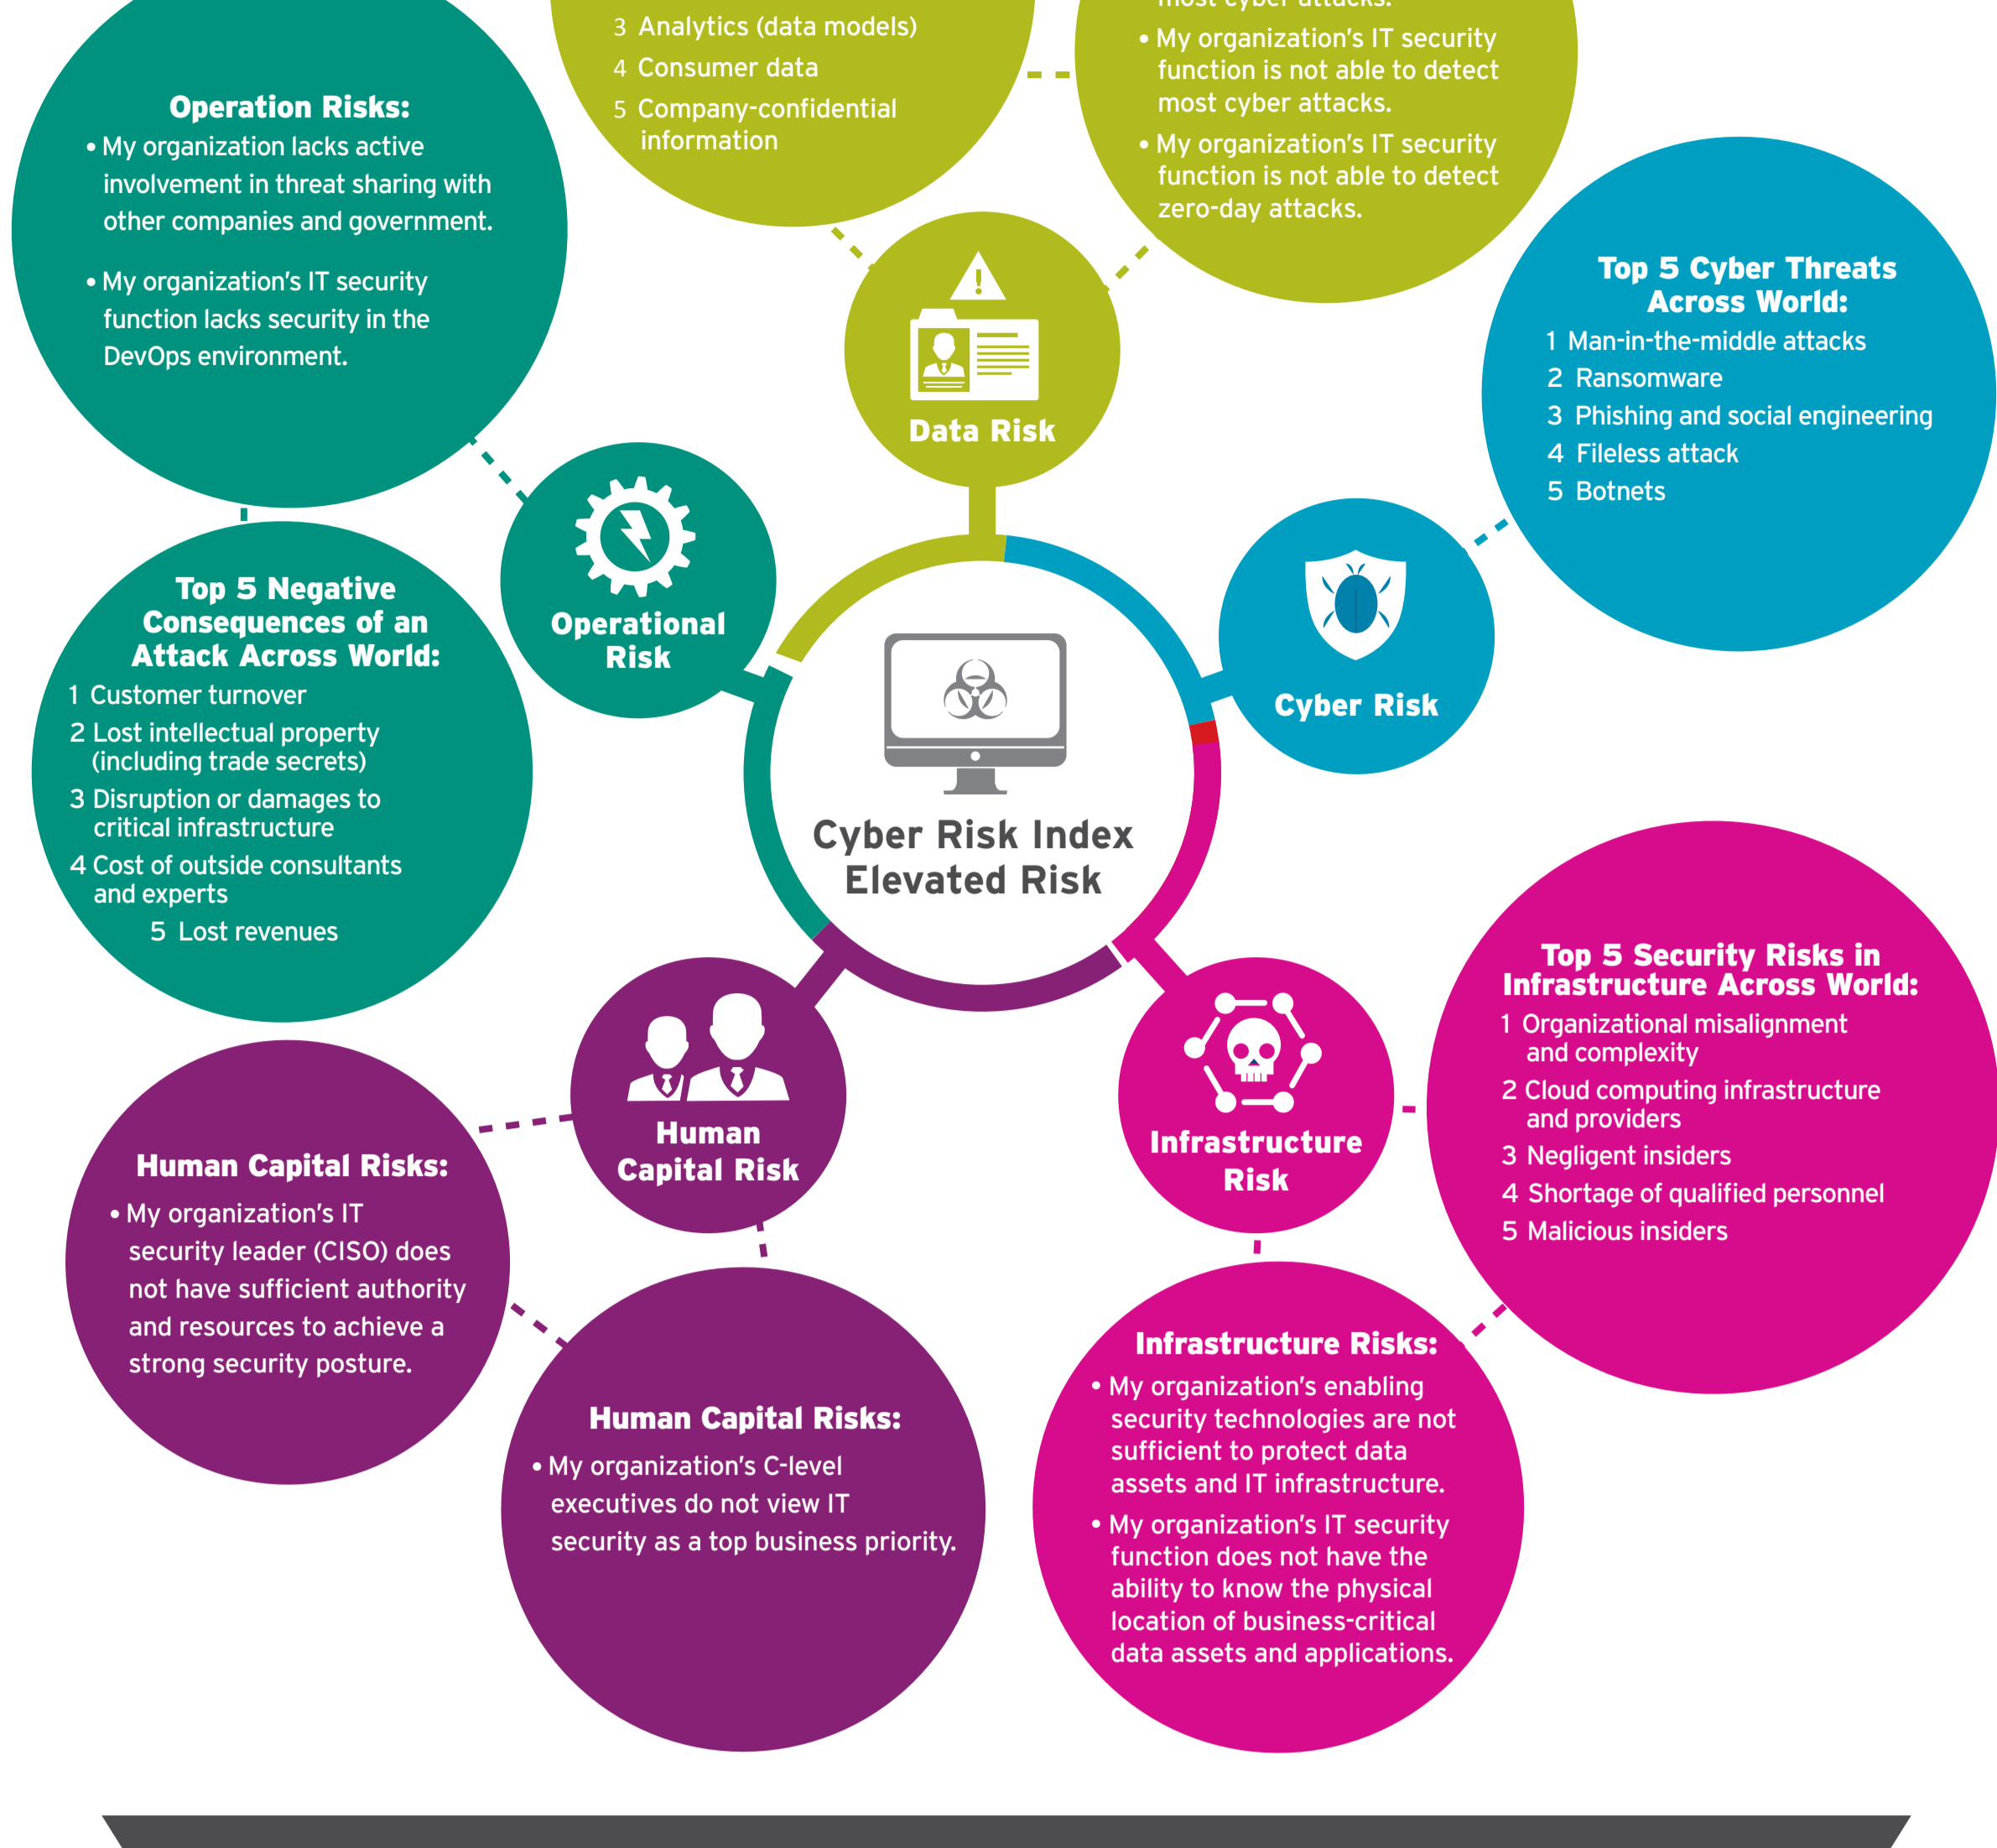 3 Analytics (data models)
4 Consumer data
5 Company-confidential
information
most cyber attacks.
• My organization's IT security
function is not able to detect
most cyber attacks.
• My organization's IT security
function is not able to detect
zero-day attacks.
Operation Risks:
• My organization lacks active
involvement in threat sharing with
other companies and government.
• My organization's IT security
function lacks security in the
DevOps environment.
Data Risk
Top 5 Cyber Threats
Across World:
1 Man-in-the-middle attacks
2 Ransomware
3 Phishing and social engineering
4 Fileless attack
5 Botnets
Operational
Risk
Cyber Risk
Top 5 Negative
Consequences of an
Attack Across World:
1 Customer turnover
2 Lost intellectual property
(including trade secrets)
3 Disruption or damages to
critical infrastructure
4 Cost of outside consultants
and experts
5 Lost revenues
Cyber Risk Index
Elevated Risk
Top 5 Security Risks in
Infrastructure Across World:
1 Organizational misalignment
and complexity
2 Cloud computing infrastructure
and providers
3 Negligent insiders
4 Shortage of qualified personnel
5 Malicious insiders
Human
Capital Risk
Infrastructure
Risk
Human Capital Risks:
• My organization's IT
security leader (CISO) does
not have sufficient authority
and resources to achieve a
strong security posture.
Human Capital Risks:
• My organization's C-level
executives do not view IT
security as a top business priority.
Infrastructure Risks:
• My organization's enabling
security technologies are not
sufficient to protect data
assets and IT infrastructure.
• My organization's IT security
function does not have the
ability to know the physical
location of business-critical
data assets and applications.